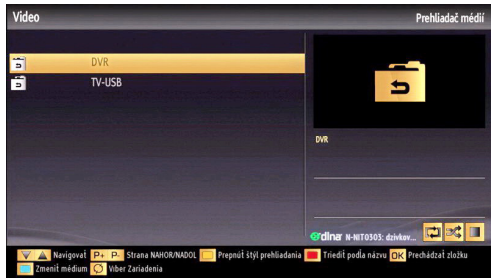 Video
Prehliadač médií
DVR
TV-USB
DVR
dlna N-NIT0303: dzivkov...
Navigovať P+ P- Strana NAHOR/NADOL Prepnúť štýl prehliadania Triediť podľa názvu OK Prechádzať zložku
Zmeniť médium Viber Zariadenia